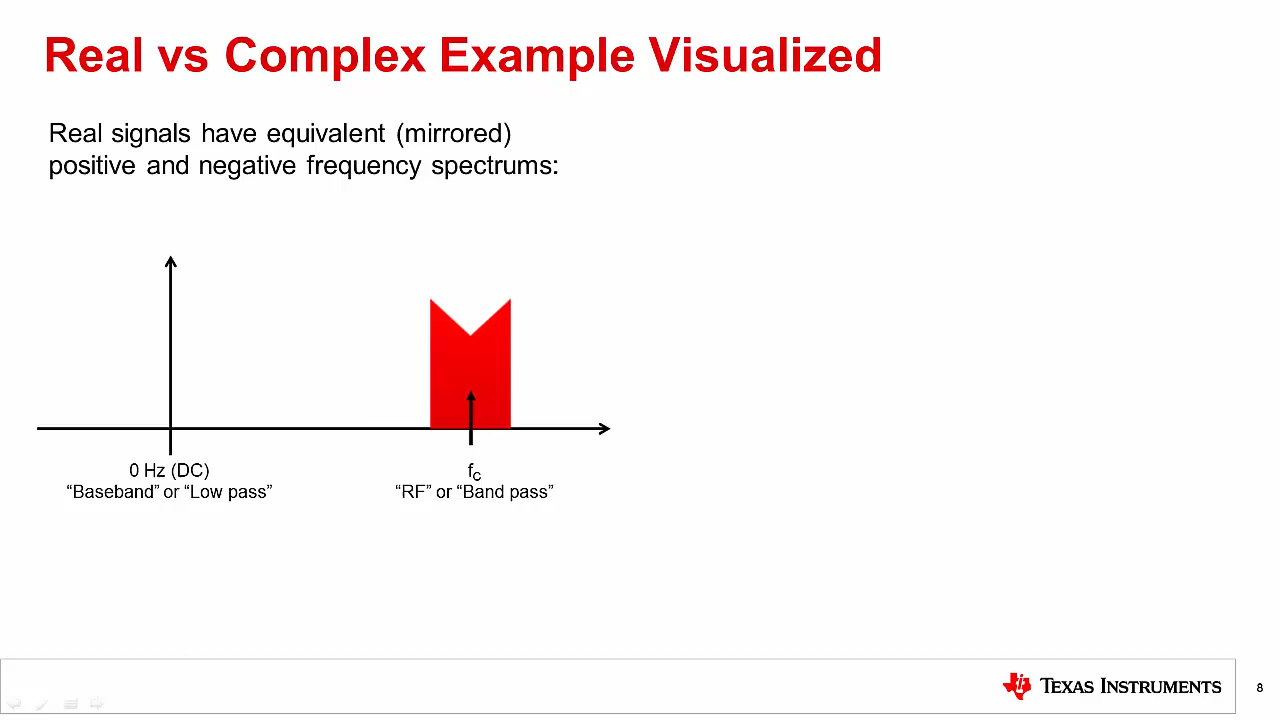 Real vs Complex Example Visualized
Real signals have equivalent (mirrored)
positive and negative frequency spectrums:
0 Hz (DC)
“Baseband” or “Low pass”
fC
“RF” or “Band pass”
TEXAS INSTRUMENTS
8